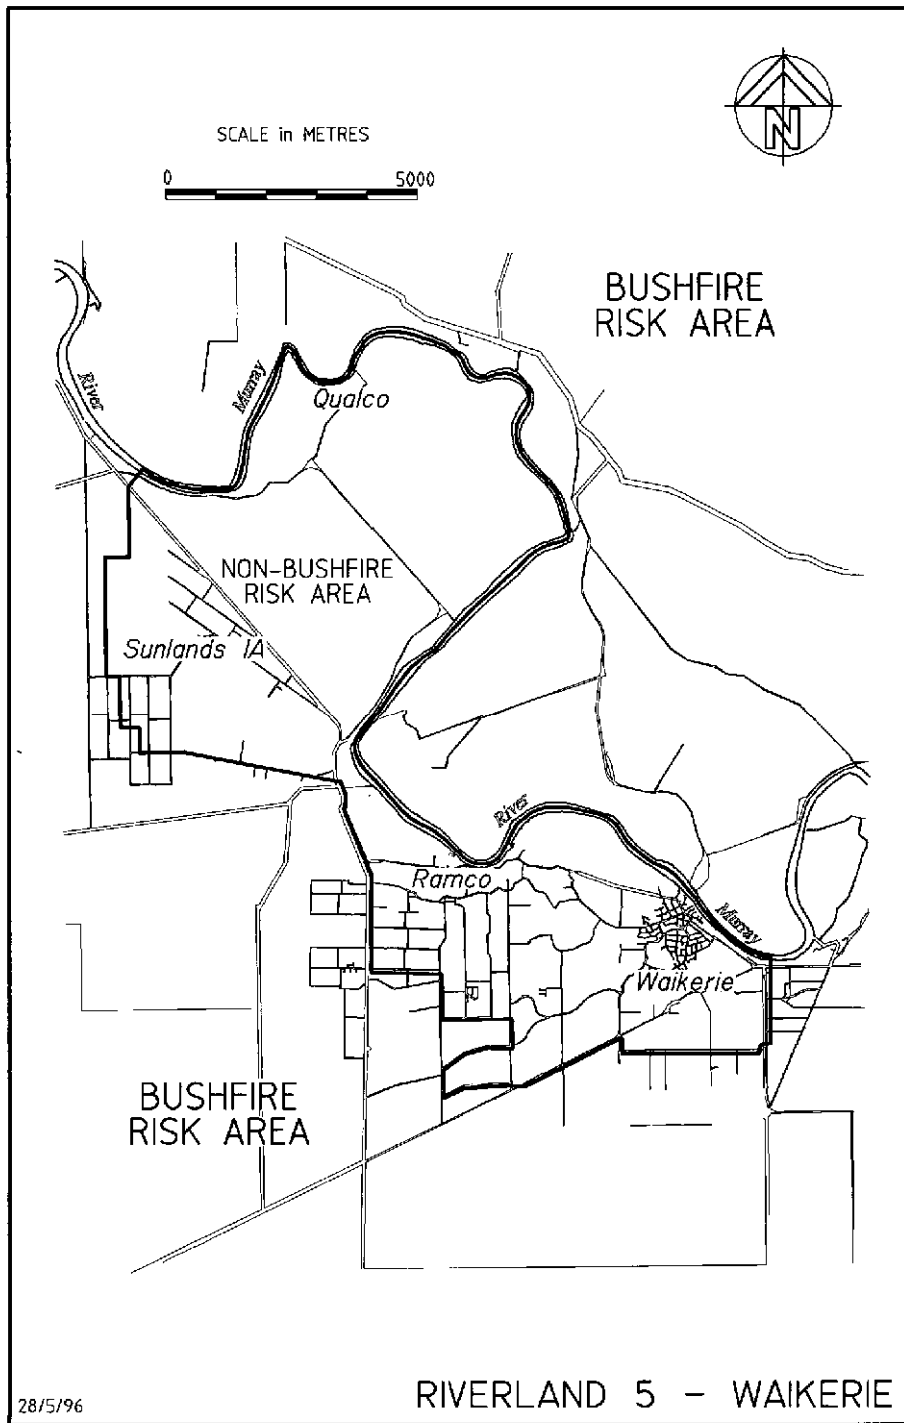 N
SCALE in METRES
0 5000
BUSHFIRE
RISK AREA
River
Murray
Qualco
NON-BUSHFIRE
RISK AREA
Sunlands IA
River
Ramco
Murray
Waikerie
BUSHFIRE
RISK AREA
28/5/96
RIVERLAND 5 - WAIKERIE